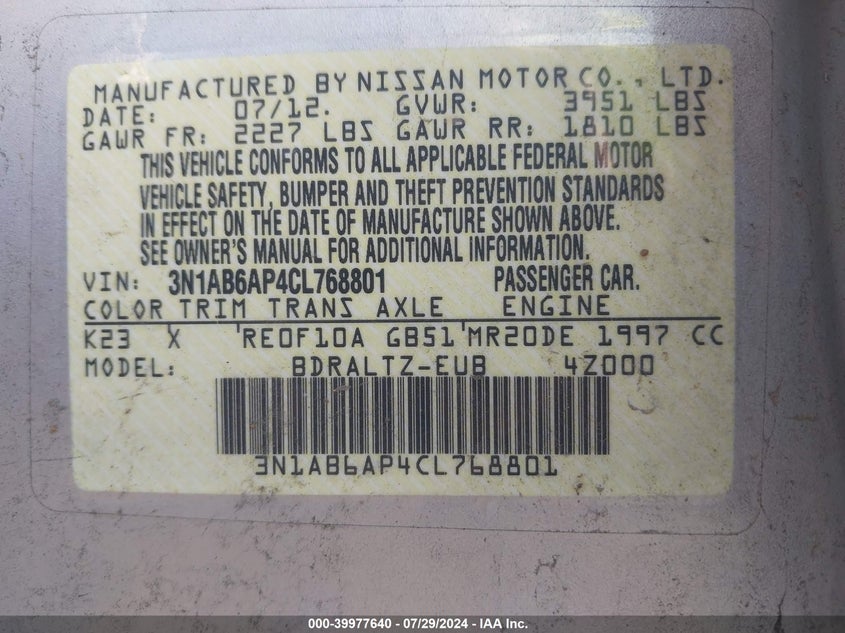 MANUFACTURED BY NISSAN MOTOR CO., LTD.
DATE: 07/12. GVWR: 3951 LBS
GAWR FR: 2227 LBS GAWR RR: 1810 LBS
THIS VEHICLE CONFORMS TO ALL APPLICABLE FEDERAL MOTOR
VEHICLE SAFETY, BUMPER AND THEFT PREVENTION STANDARDS
IN EFFECT ON THE DATE OF MANUFACTURE SHOWN ABOVE.
SEE OWNER'S MANUAL FOR ADDITIONAL INFORMATION.
VIN: 3N1AB6AP4CL768801 PASSENGER CAR.
COLOR TRIM TRANS AXLE ENGINE
K23 X 'RE0F10A GB51'MR20DE 1997 CC
MODEL: BDRALTZ-EUB 4Z000
3N1AB6AP4CL768801
000-39977640 - 07/29/2024 - IAA Inc.